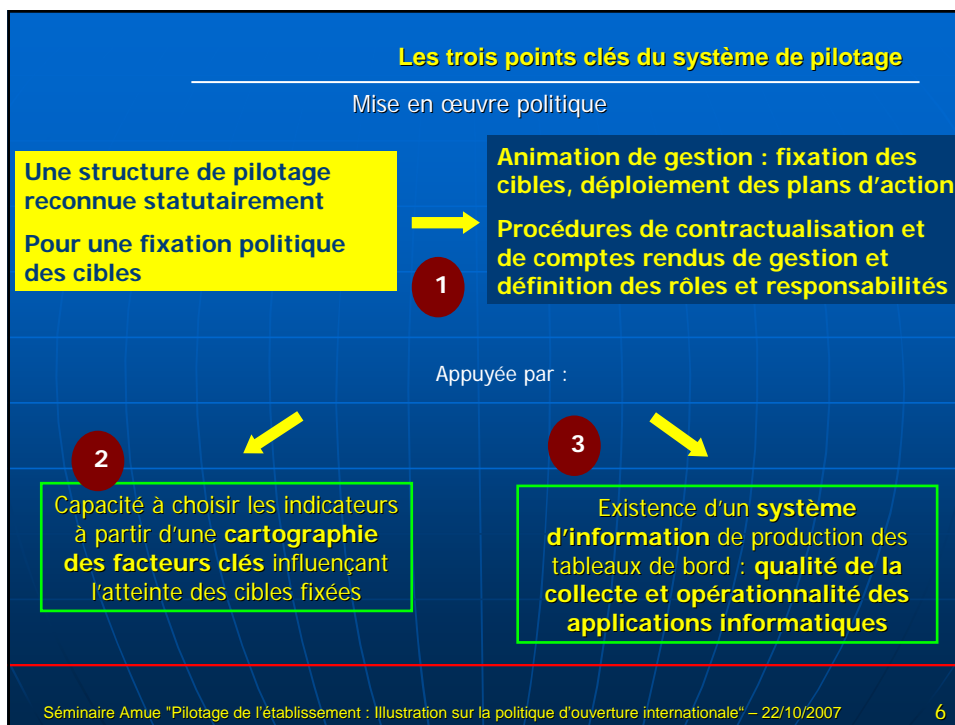 Les trois points clés du système de pilotage
Mise en œuvre politique
Une structure de pilotage
reconnue statutairement
Pour une fixation politique
des cibles
Animation de gestion : fixation des
cibles, déploiement des plans d'action
Procédures de contractualisation et
de comptes rendus de gestion et
définition des rôles et responsabilités
1
Appuyée par :
2
Capacité à choisir les indicateurs
à partir d'une cartographie
des facteurs clés influençant
l'atteinte des cibles fixées
3
Existence d'un système
d'information de production des
tableaux de bord : qualité de la
collecte et opérationnalité des
applications informatiques
Séminaire Amue "Pilotage de l'établissement : Illustration sur la politique d'ouverture internationale“ – 22/10/2007
6